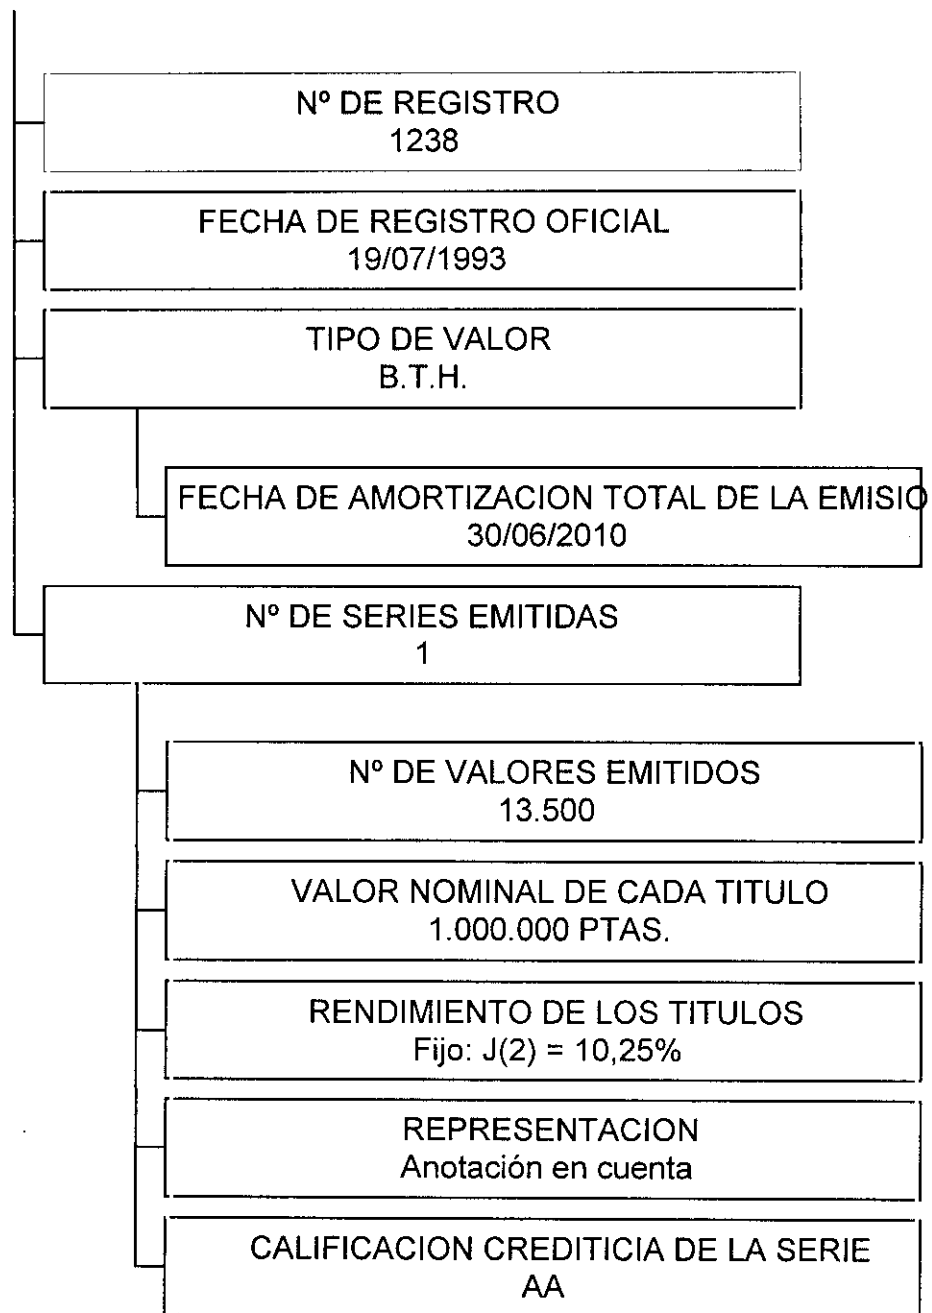 Nº DE REGISTRO
1238
FECHA DE REGISTRO OFICIAL
19/07/1993
TIPO DE VALOR
B.T.H.
FECHA DE AMORTIZACION TOTAL DE LA EMISIO
30/06/2010
Nº DE SERIES EMITIDAS
1
Nº DE VALORES EMITIDOS
13.500
VALOR NOMINAL DE CADA TITULO
1.000.000 PTAS.
RENDIMIENTO DE LOS TITULOS
Fijo: J(2) = 10,25%
REPRESENTACION
Anotación en cuenta
CALIFICACION CREDITICIA DE LA SERIE
AA